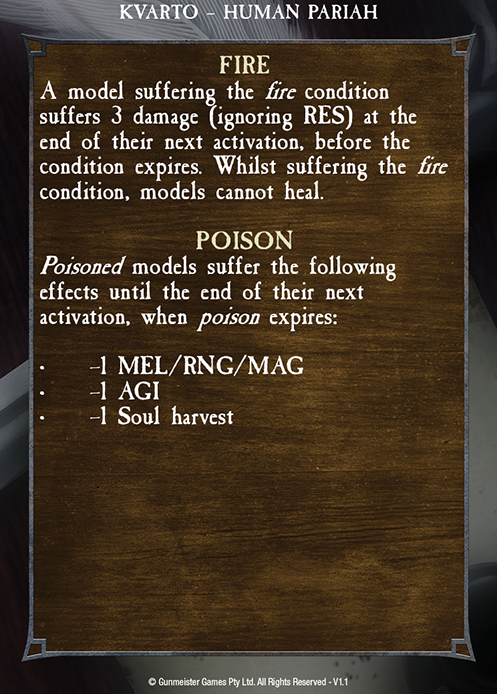 KVARTO – HUMAN PARIAH
FIRE
A model suffering the fire condition
suffers 3 damage (ignoring RES) at the
end of their next activation, before the
condition expires. Whilst suffering the fire
condition, models cannot heal.
POISON
Poisoned models suffer the following
effects until the end of their next
activation, when poison expires:
· -1 MEL/RNG/MAG
· -1 AGI
· -1 Soul harvest
© Gunmeister Games Pty Ltd. All Rights Reserved - V1.1